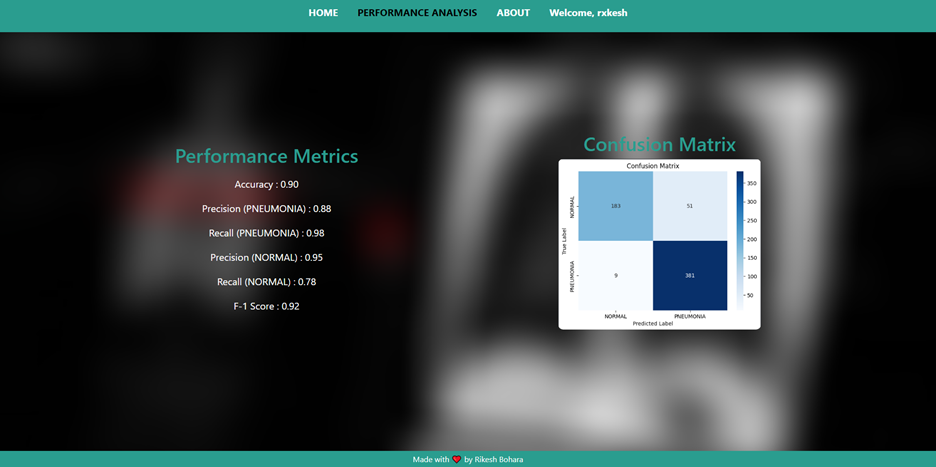 HOME PERFORMANCE ANALYSIS ABOUT Welcome, rxkesh
Performance Metrics
Accuracy : 0.90
Precision (PNEUMONIA) : 0.88
Recall (PNEUMONIA) : 0.98
Precision (NORMAL) : 0.95
Recall (NORMAL) : 0.78
F-1 Score : 0.92
Confusion Matrix
Confusion Matrix
True Label
NORMAL
PNEUMONIA
183 51
9 381
NORMAL PNEUMONIA
Predicted Label
350
300
250
200
150
100
50
Made with ❤ by Rikesh Bohara